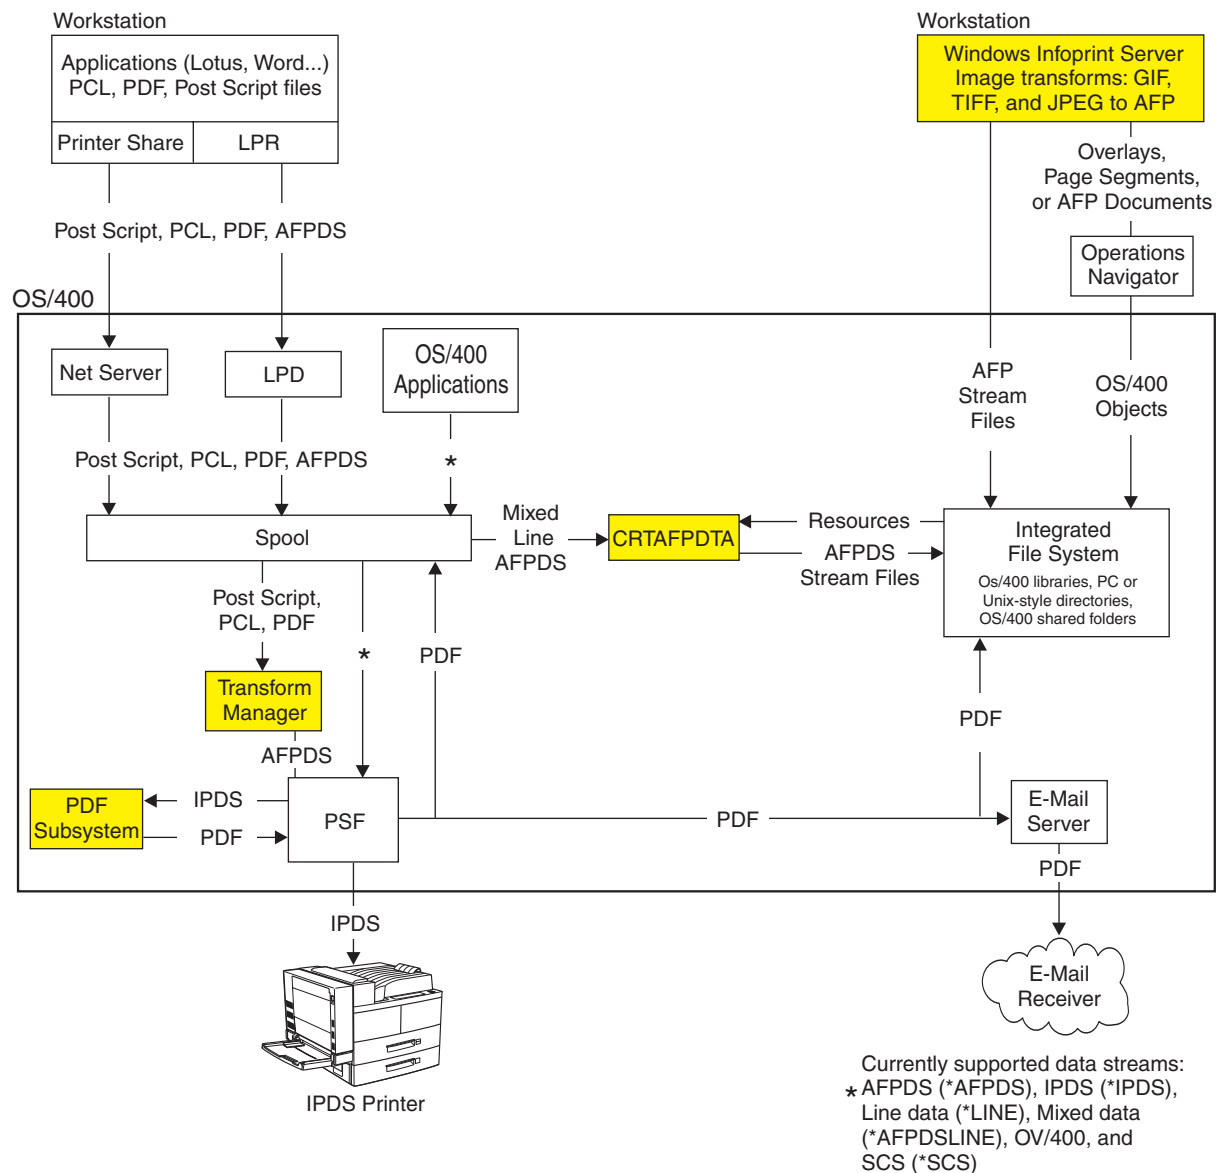 Workstation
Applications (Lotus, Word...)
PCL, PDF, Post Script files
Printer Share
LPR
Workstation
Windows Infoprint Server
Image transforms: GIF,
TIFF, and JPEG to AFP
Overlays,
Page Segments,
or AFP Documents
Post Script, PCL, PDF, AFPDS
Operations
Navigator
OS/400
Net Server
LPD
OS/400
Applications
AFP
Stream
Files
OS/400
Objects
Post Script, PCL, PDF, AFPDS
*
Spool
Mixed
Line
AFPDS
CRTAFPDTA
Resources
AFPDS
Stream Files
Integrated
File System
Os/400 libraries, PC or
Unix-style directories,
OS/400 shared folders
Post Script,
PCL, PDF
*
PDF
Transform
Manager
AFPDS
PDF
PDF
Subsystem
IPDS
PDF
PSF
PDF
E-Mail
Server
PDF
IPDS
E-Mail
Receiver
IPDS Printer
Currently supported data streams:
* AFPDS (*AFPDS), IPDS (*IPDS),
Line data (*LINE), Mixed data
(*AFPDSLINE), OV/400, and
SCS (*SCS)